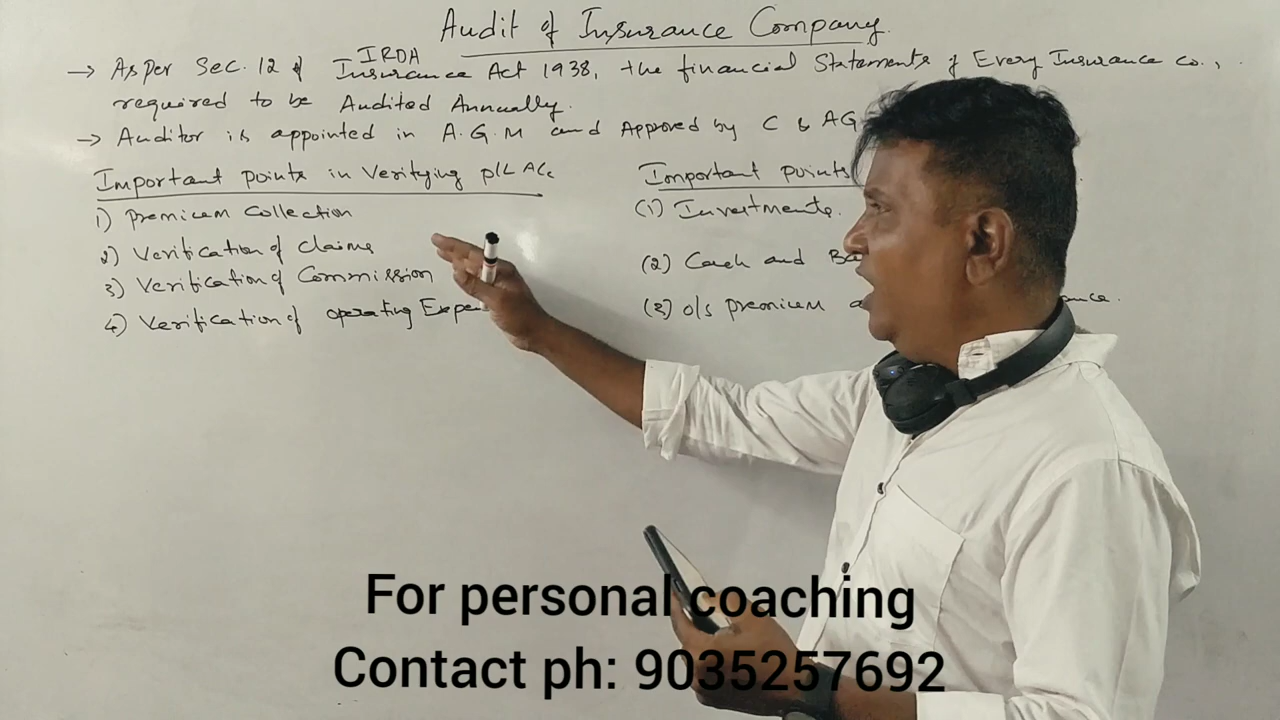 Audit of Insurance Company.
IRDA
→ As per Sec. 12 of Insurance Act 1938, the financial Statements of Every Insurance co.,
required to be Audited Annually.
→ Auditor is appointed in A.G.M and Approved by C & AG
Important points in Verifying P/L A/c
1) Premium Collection
2) Verification of claims
3) Verification of Commission
4) Verification of operating Expen
Important points
(1) Investments.
(2) Cash and Ba
(3) o/s premium a
For personal coaching
Contact ph: 9035257692